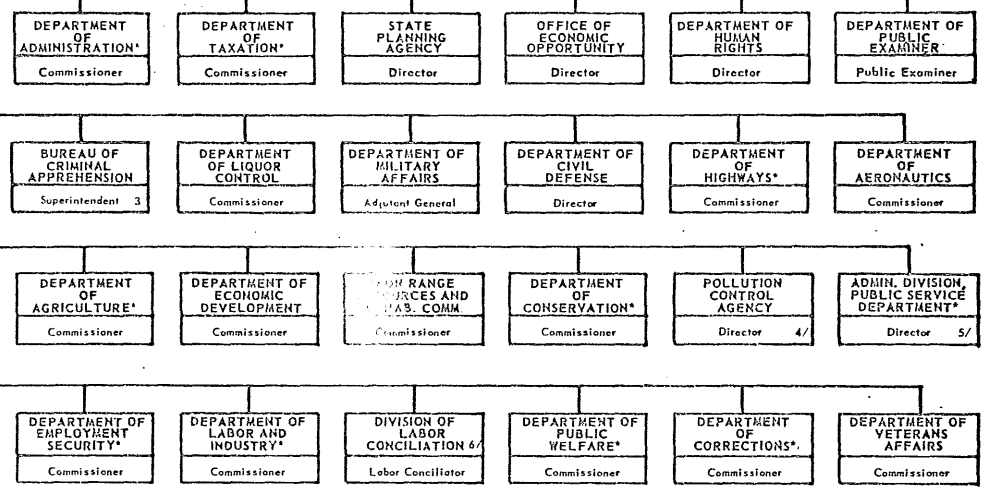 DEPARTMENT
OF
ADMINISTRATION*
Commissioner
DEPARTMENT
OF
TAXATION*
Commissioner
STATE
PLANNING
AGENCY
Director
OFFICE OF
ECONOMIC
OPPORTUNITY
Director
DEPARTMENT OF
HUMAN
RIGHTS
Director
DEPARTMENT OF
PUBLIC
EXAMINER
Public Examiner
BUREAU OF
CRIMINAL
APPREHENSION
Superintendent 3
DEPARTMENT
OF LIQUOR
CONTROL
Commissioner
DEPARTMENT OF
MILITARY
AFFAIRS
Adjutant General
DEPARTMENT OF
CIVIL
DEFENSE
Director
DEPARTMENT
OF
HIGHWAYS*
Commissioner
DEPARTMENT
OF
AERONAUTICS
Commissioner
DEPARTMENT
OF
AGRICULTURE*
Commissioner
DEPARTMENT OF
ECONOMIC
DEVELOPMENT
Commissioner
RANGE
AND
COMM.
Commissioner
DEPARTMENT
OF
CONSERVATION*
Commissioner
POLLUTION
CONTROL
AGENCY
Director 4/
ADMIN. DIVISION,
PUBLIC SERVICE
DEPARTMENT*
Director 5/
DEPARTMENT OF
EMPLOYMENT
SECURITY*
Commissioner
DEPARTMENT OF
LABOR AND
INDUSTRY*
Commissioner
DIVISION OF
LABOR
CONCILIATION 6/
Labor Conciliator
DEPARTMENT OF
PUBLIC
WELFARE*
Commissioner
DEPARTMENT
OF
CORRECTIONS*
Commissioner
DEPARTMENT OF
VETERANS
AFFAIRS
Commissioner